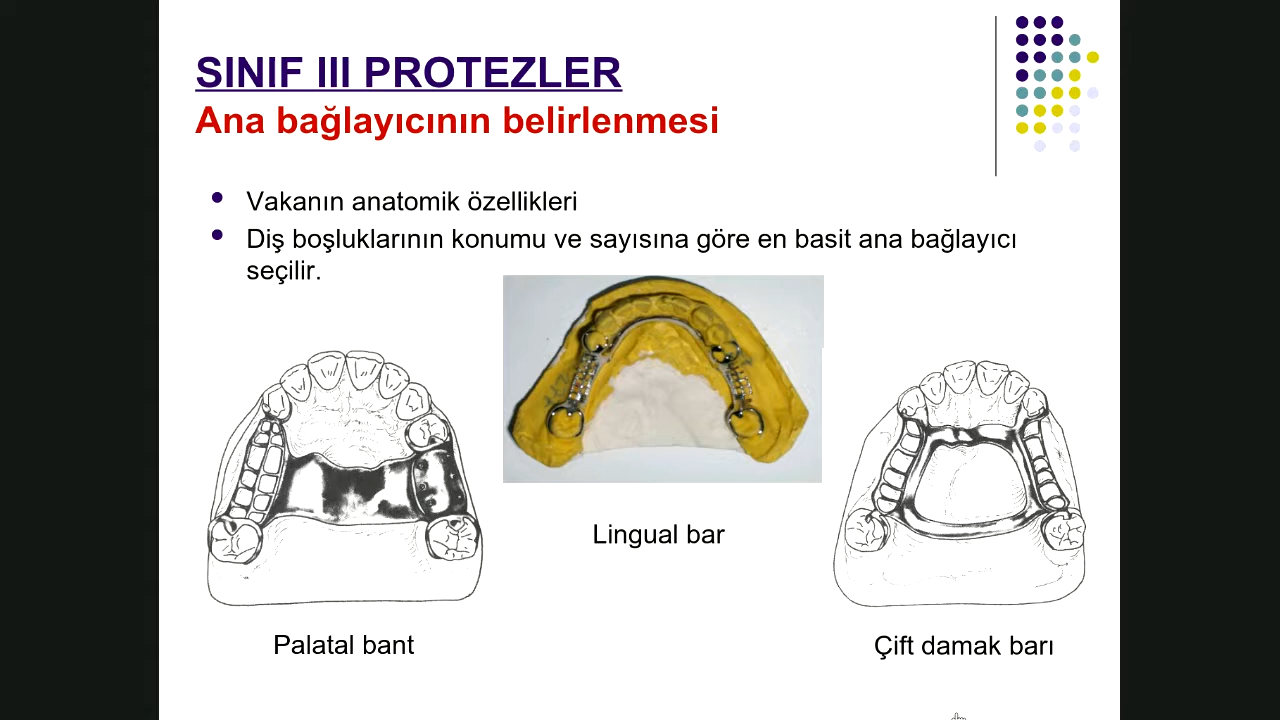 SINIF III PROTEZLER
Ana bağlayıcının belirlenmesi
Vakanın anatomik özellikleri
Diş boşluklarının konumu ve sayısına göre en basit ana bağlayıcı
seçilir.
Lingual bar
Palatal bant
Çift damak barı